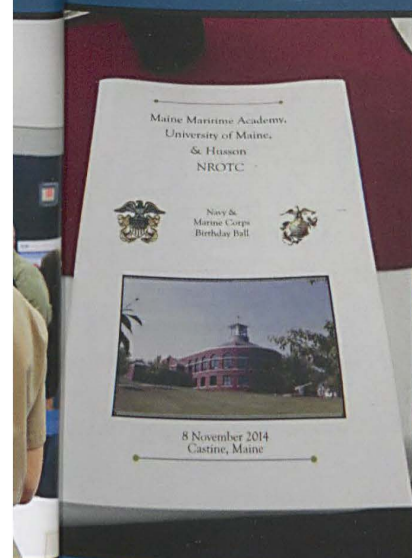 Maine Maritime Academy,
University of Maine,
& Husson
NROTC
Navy &
Marine Corps
Birthday Ball
8 November 2014
Castine, Maine